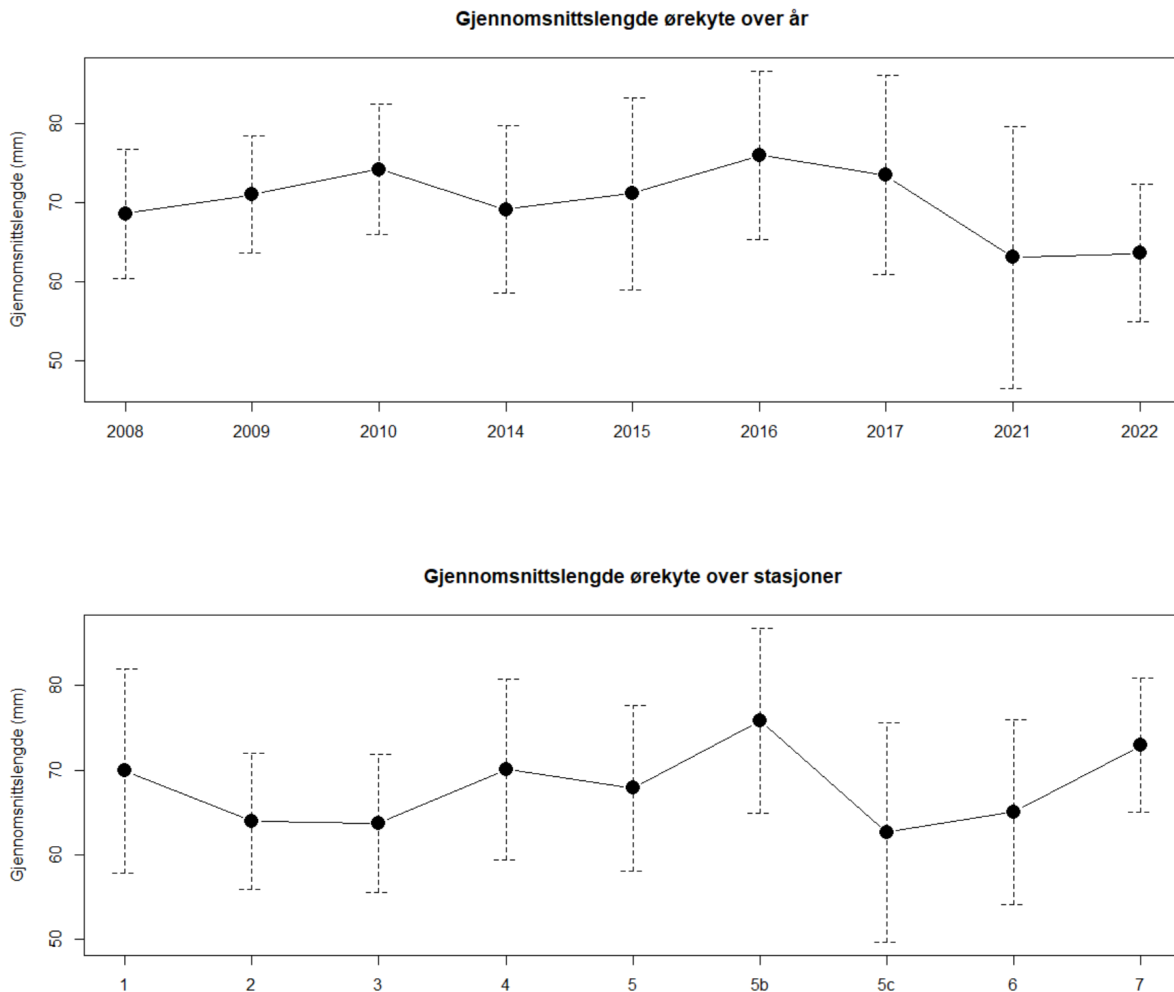 Gjennomsnittslengde ørekyte over år
Gjennomsnittslengde (mm)
80
70
60
50
2008 2009 2010 2014 2015 2016 2017 2021 2022
Gjennomsnittslengde ørekyte over stasjoner
Gjennomsnittslengde (mm)
80
70
60
50
1 2 3 4 5 5b 5c 6 7